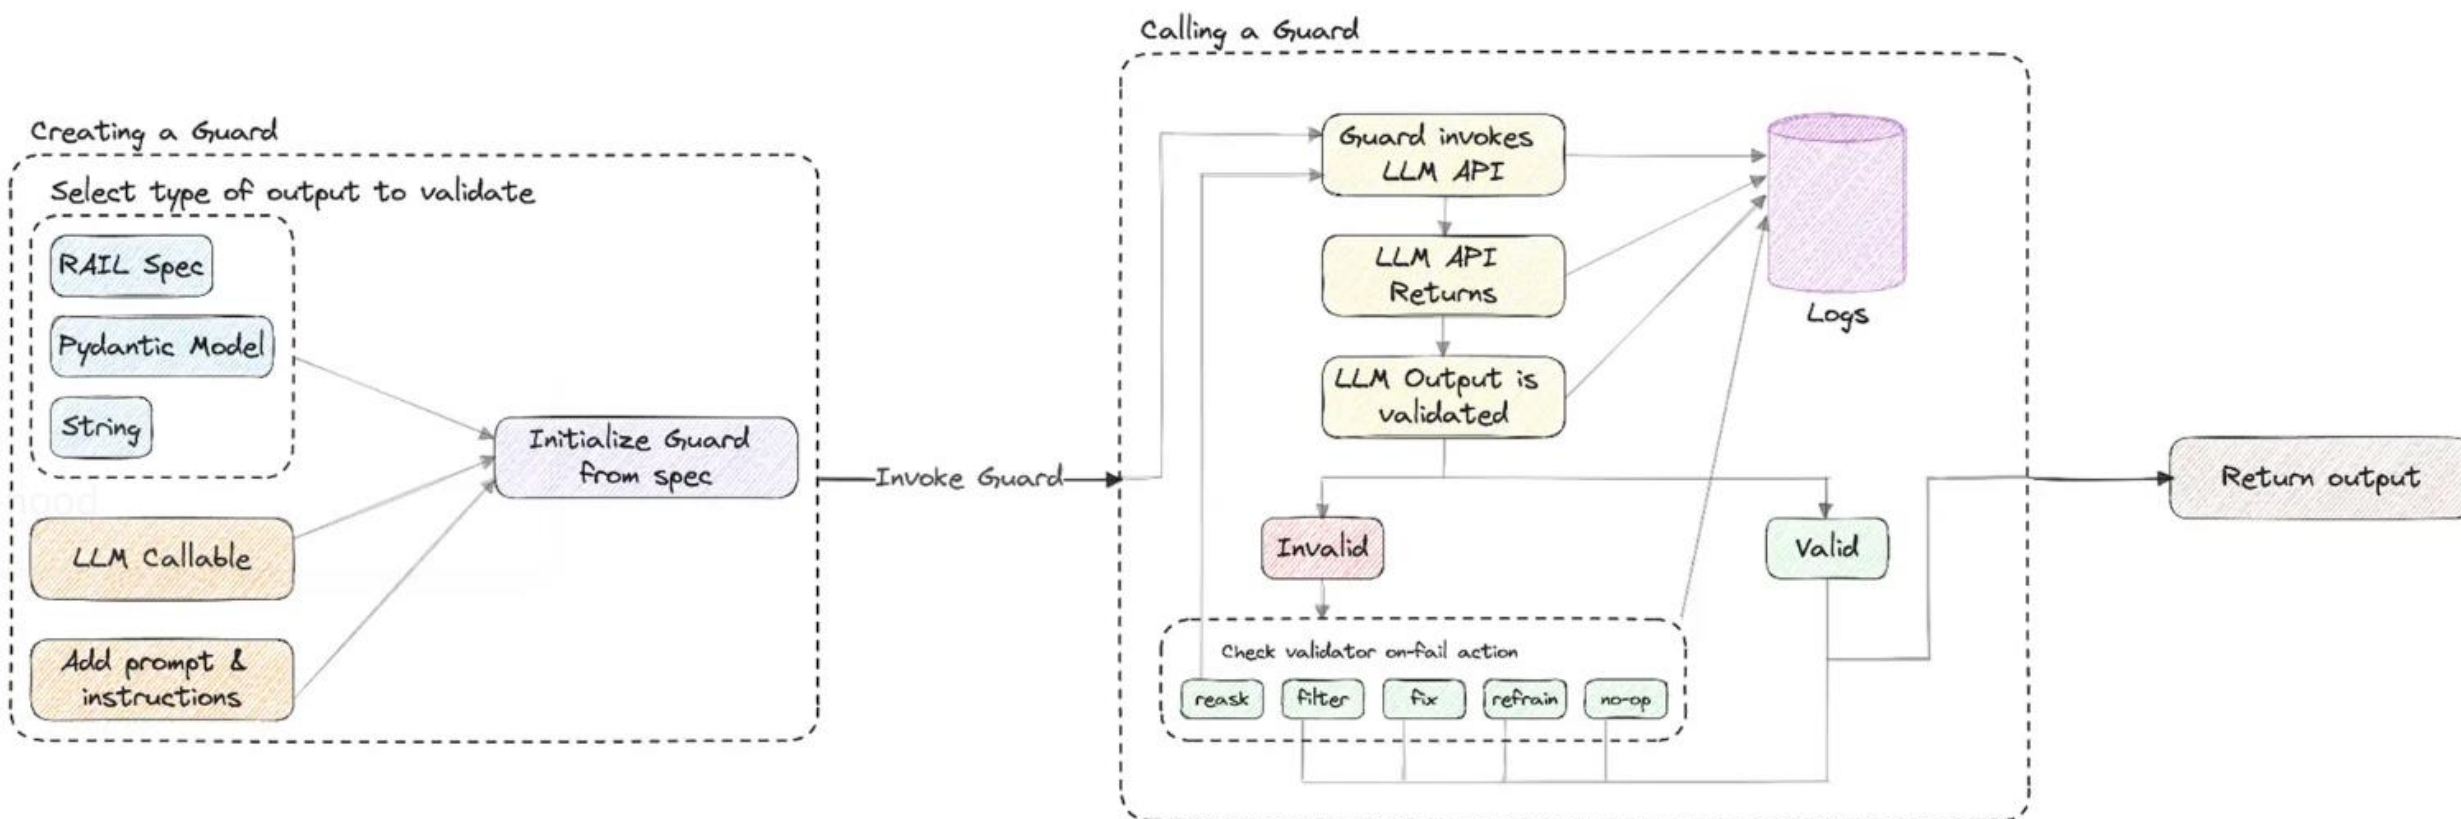 Calling a Guard
Creating a Guard
Select type of output to validate
RAIL Spec
Pydantic Model
String
LLM Callable
Add prompt &
instructions
Initialize Guard
from spec
Invoke Guard
Guard invokes
LLM API
LLM API
Returns
LLM Output is
validated
Logs
Invalid
Valid
Check validator on-fail action
reask
filter
fix
refrain
no-op
Return output